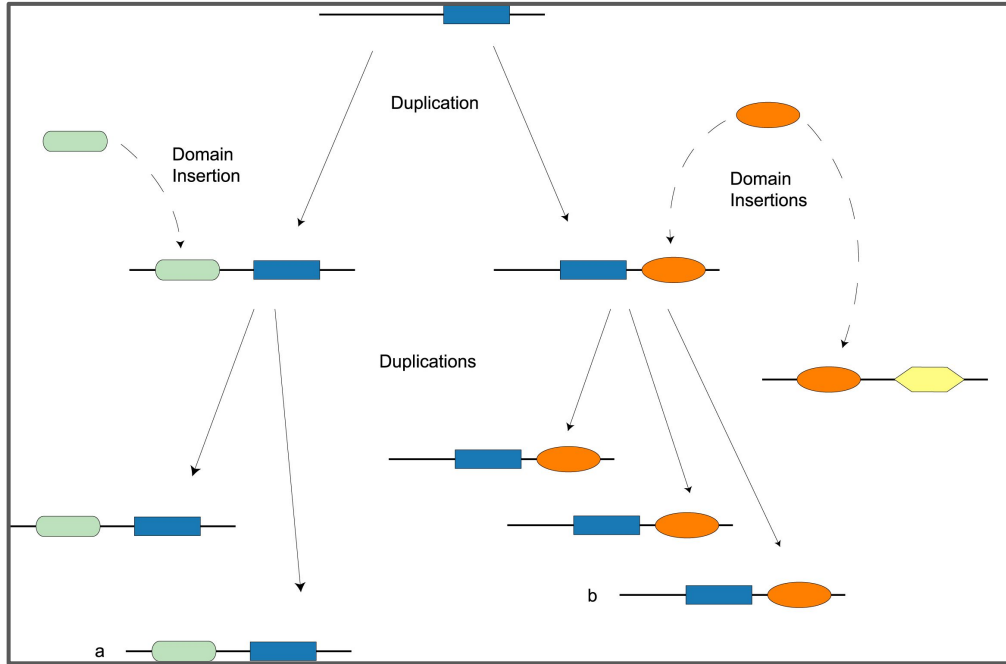 Duplication
Domain
Insertion
Domain
Insertions
Duplications
b
a